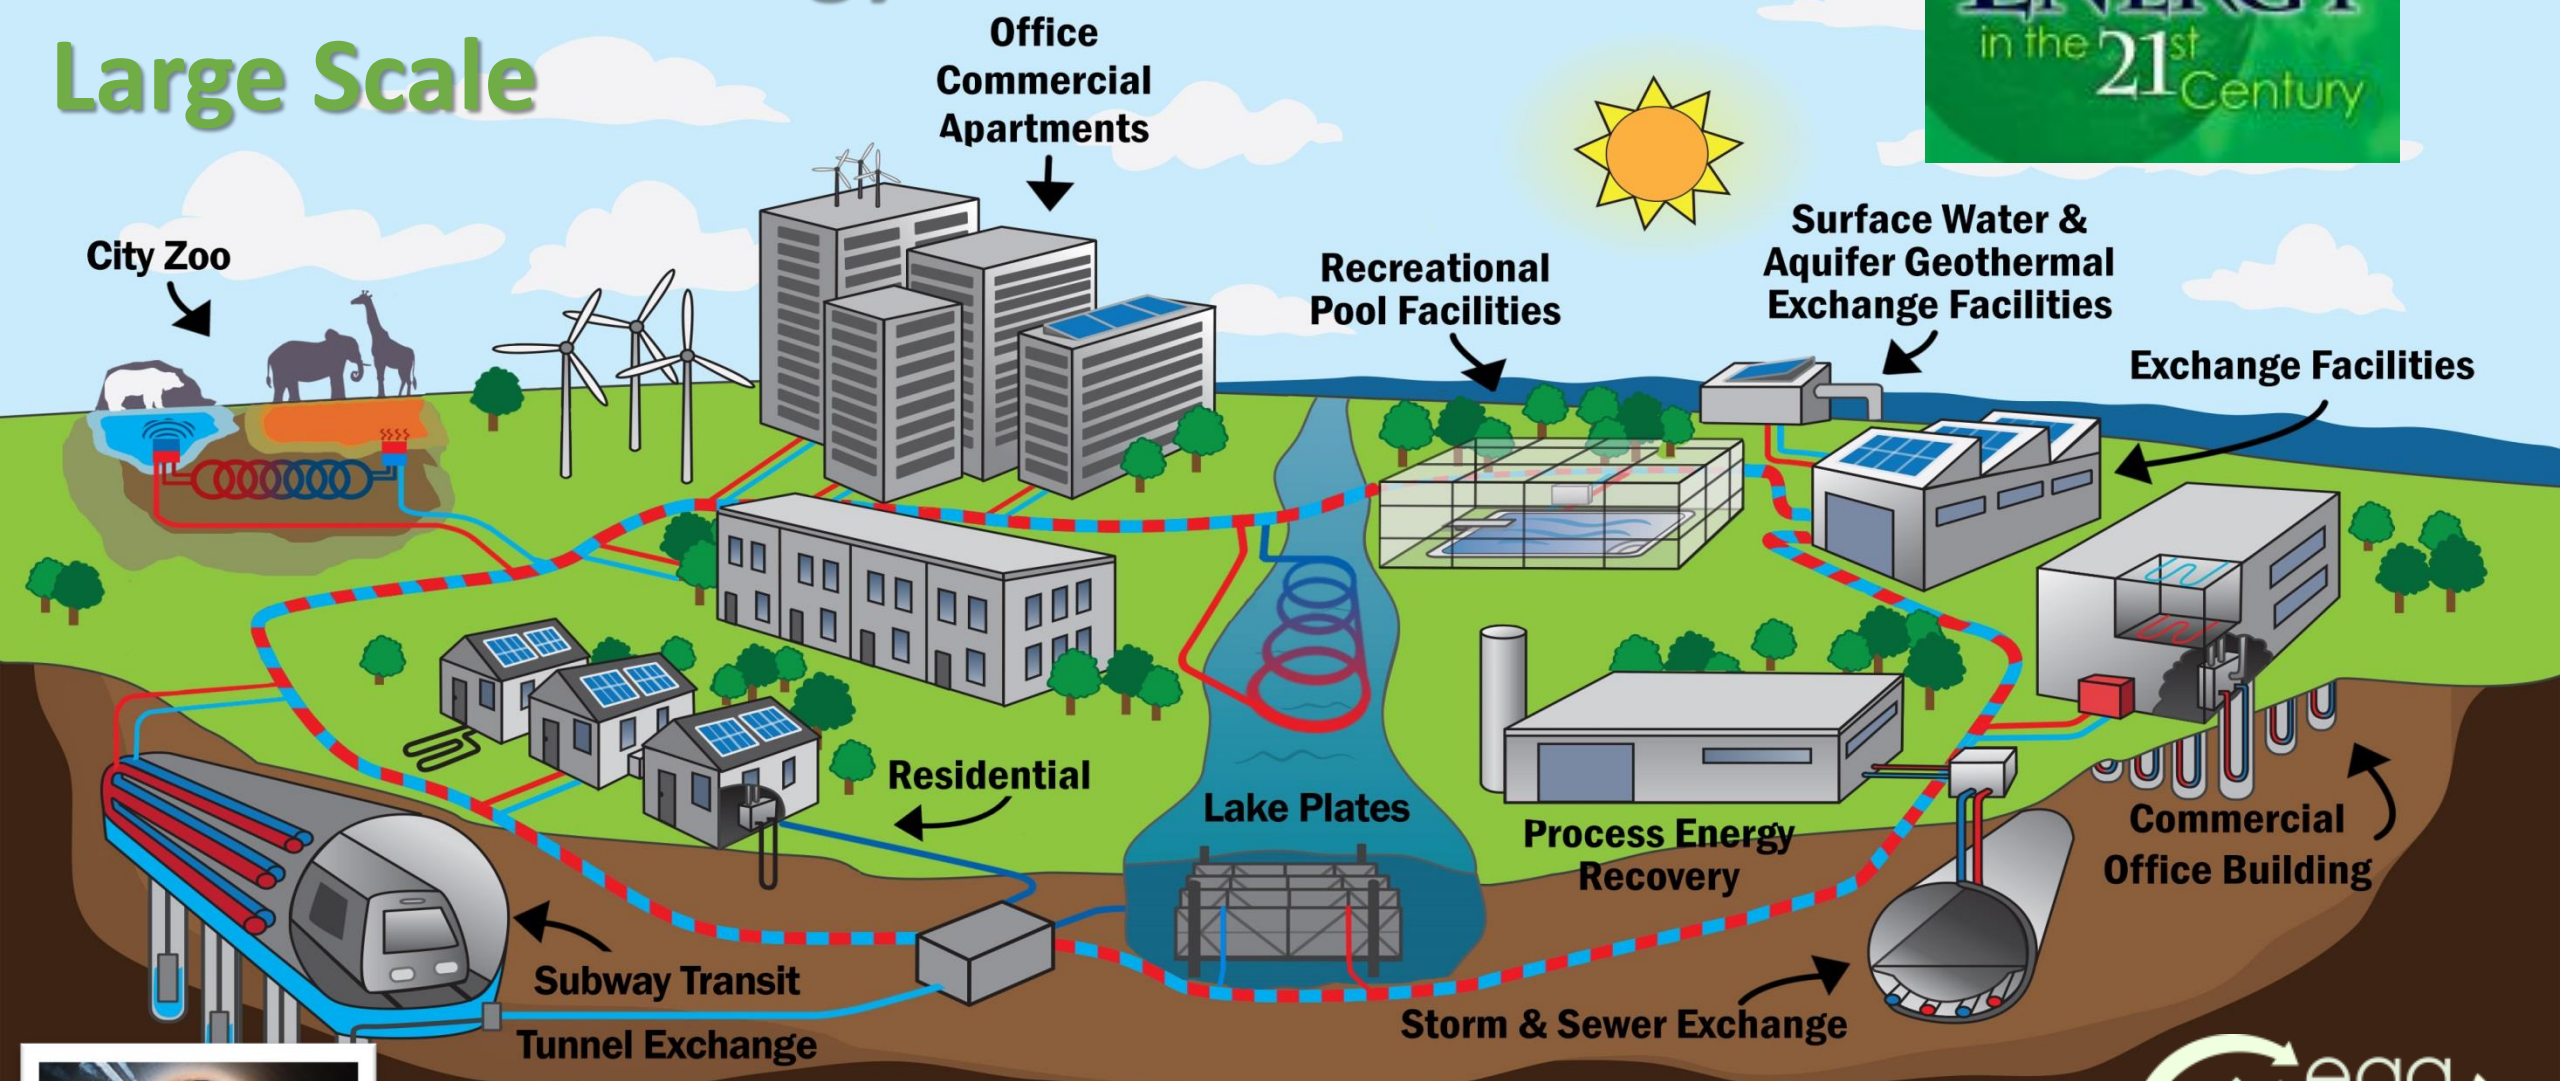 Large Scale
Office
Commercial
Apartments
in the 21st
Century
City Zoo
Recreational
Pool Facilities
Surface Water &
Aquifer Geothermal
Exchange Facilities
Exchange Facilities
Residential
Lake Plates
Process Energy
Recovery
Commercial
Office Building
Subway Transit
Tunnel Exchange
Storm & Sewer Exchange